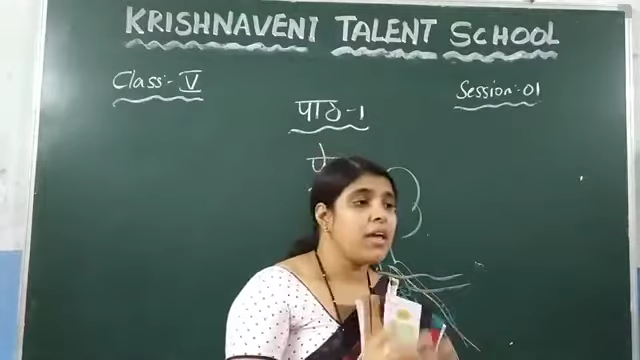 KRISHNAVENI TALENT SCHOOL
Class:- V
Session:-01
पाठ-1